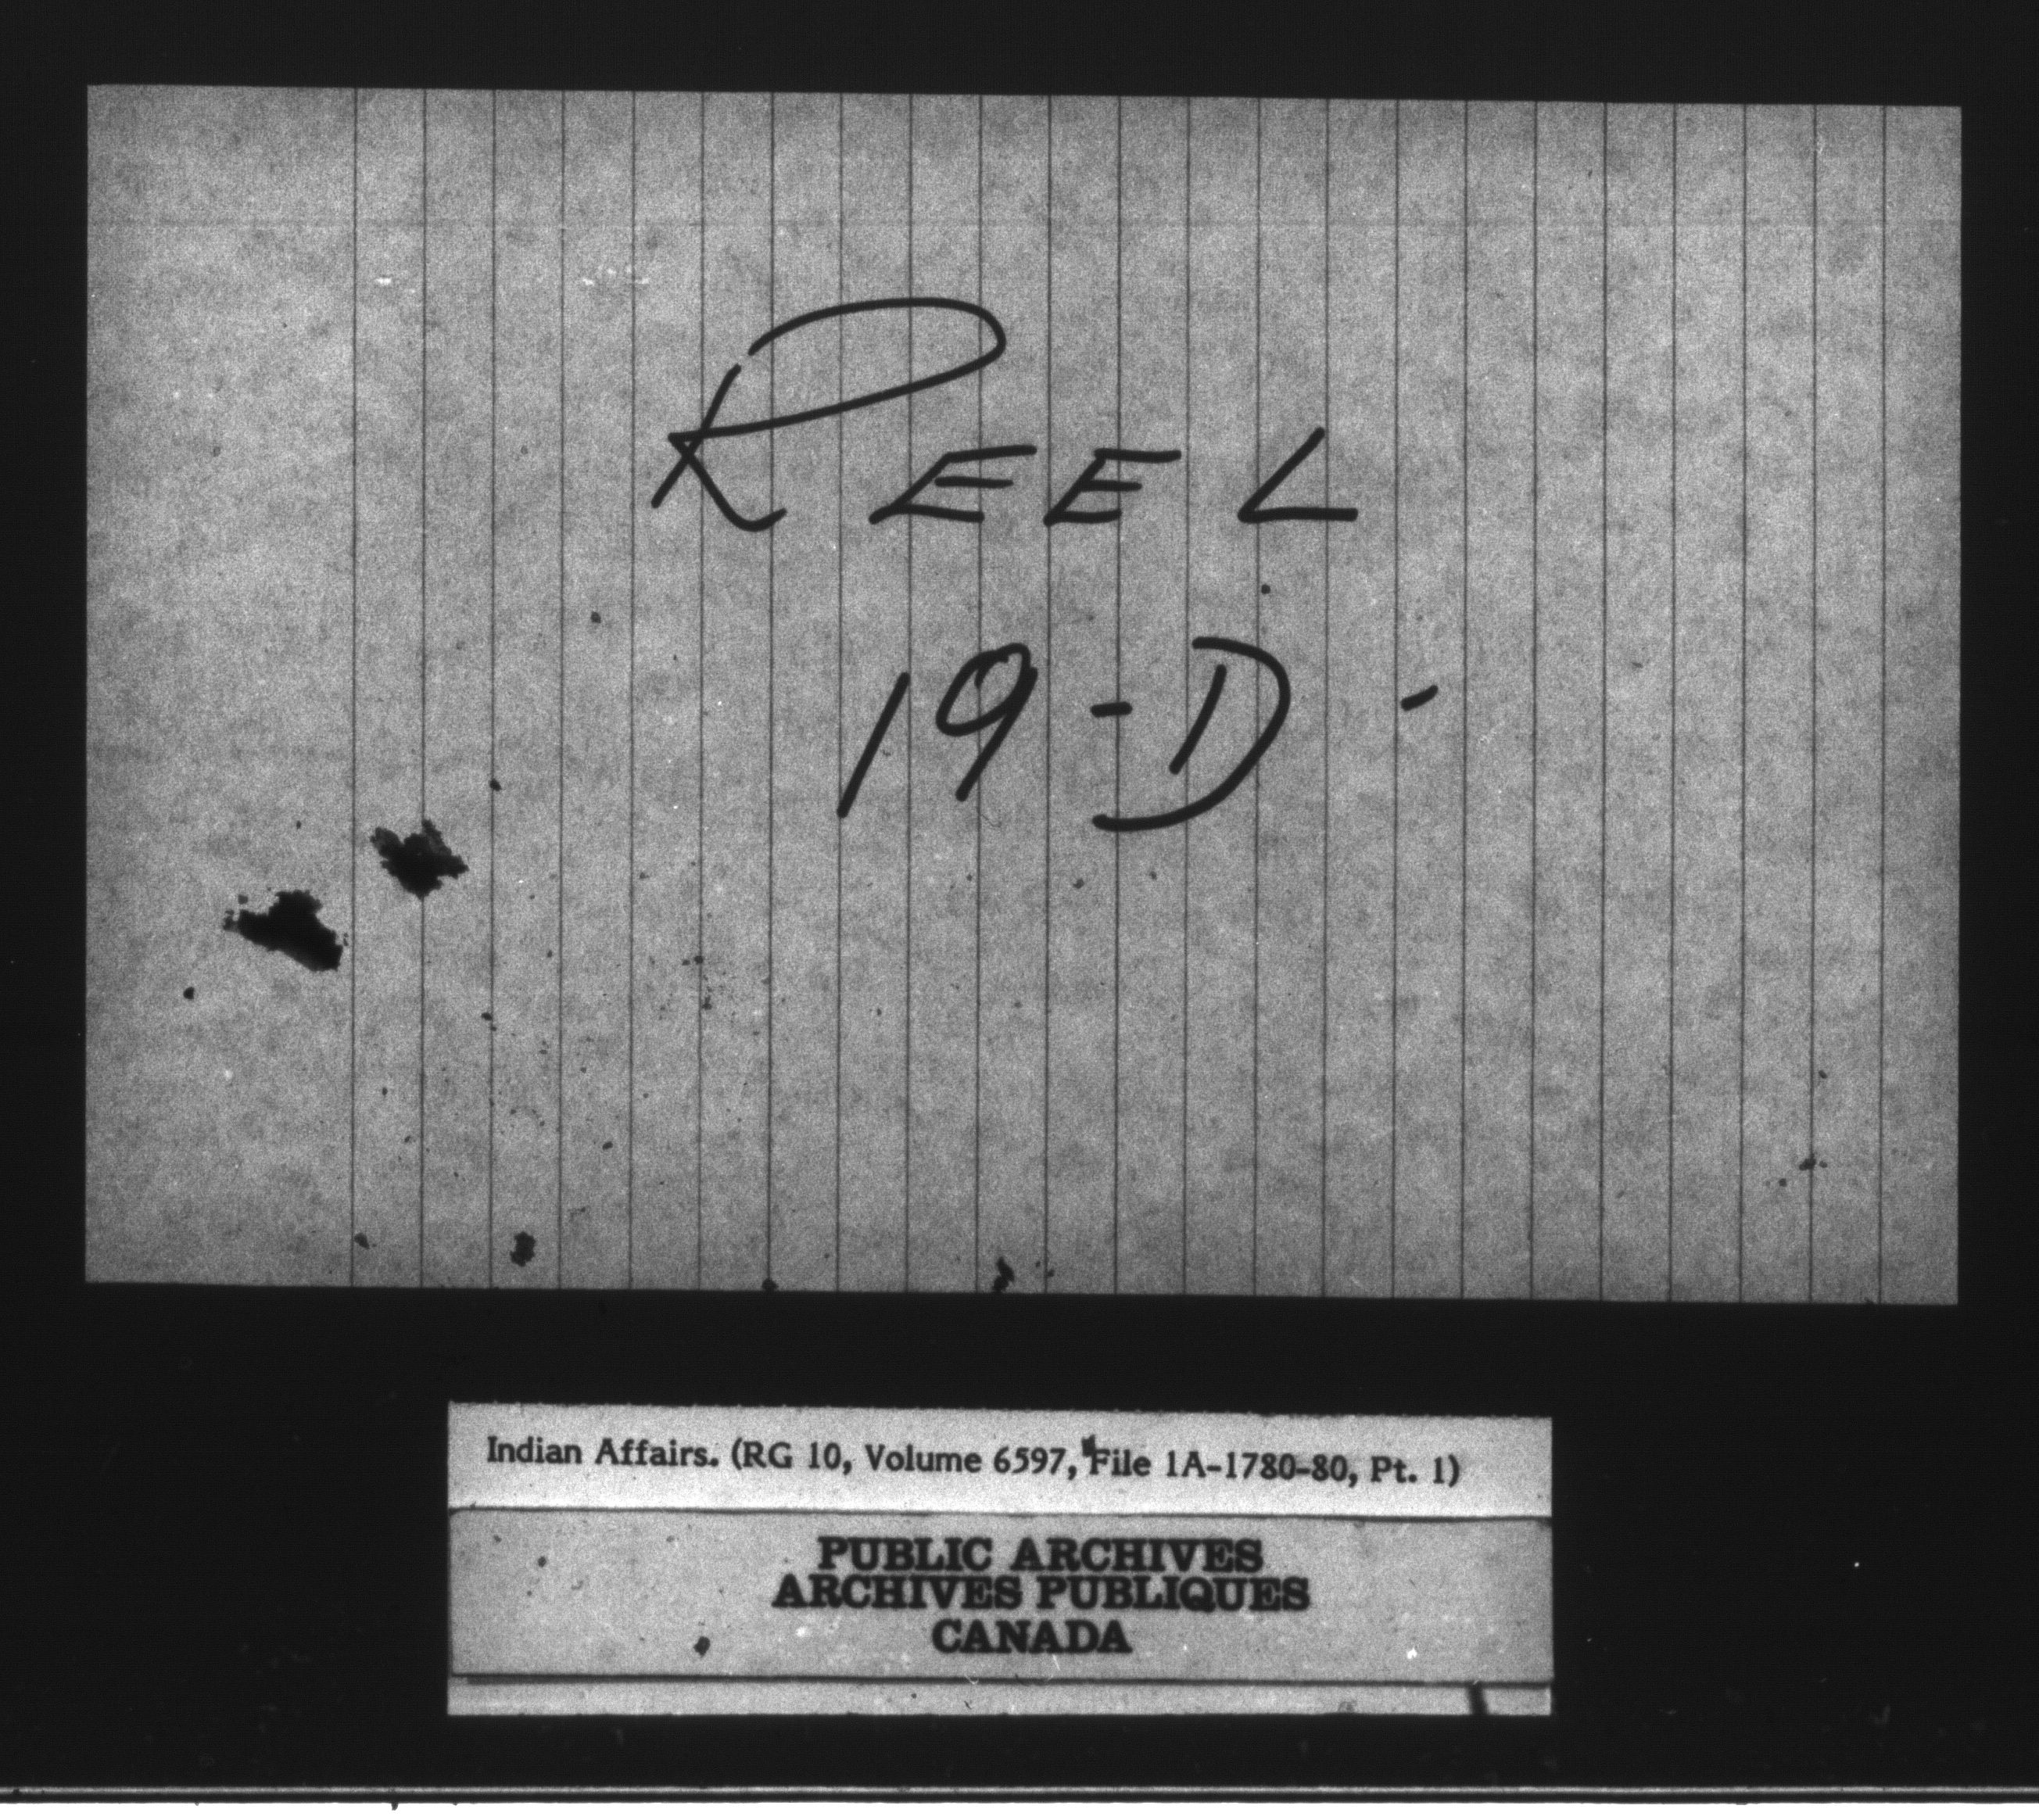 REEL
19-D-
Indian Affairs. (RG 10, Volume 6597, File 1A-1780-80, Pt. 1)
PUBLIC ARCHIVES
ARCHIVES PUBLIQUES
CANADA